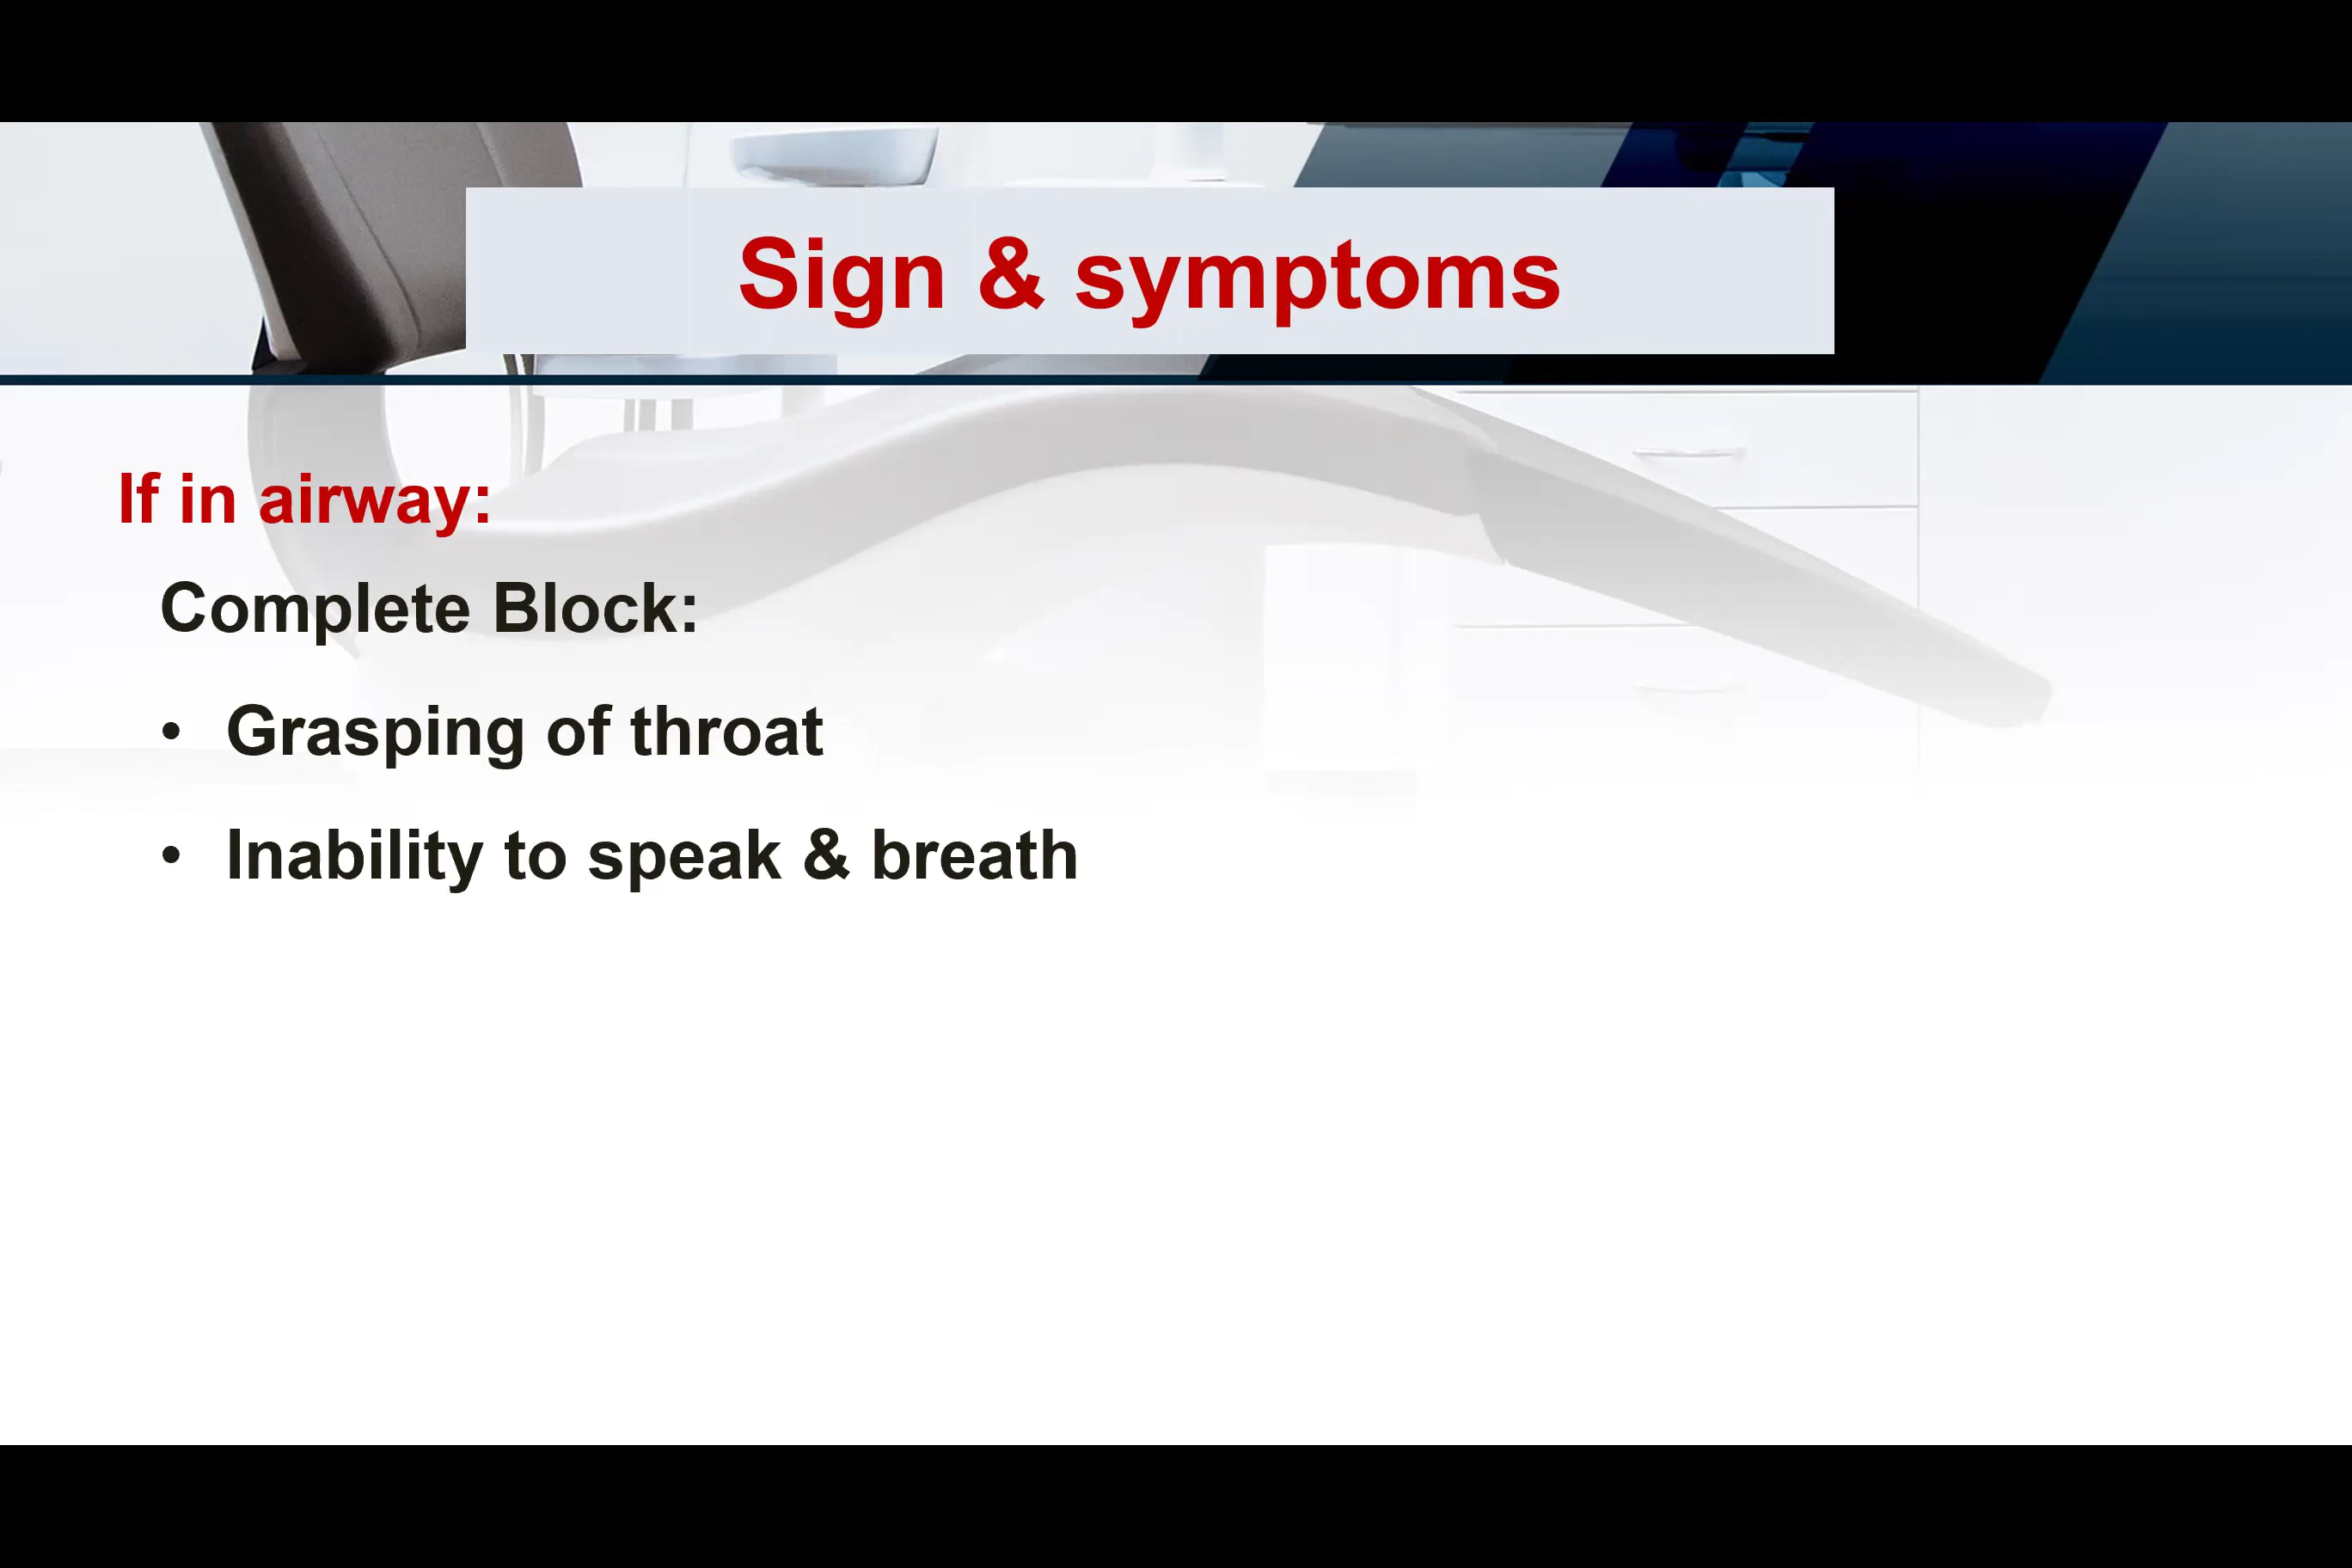 Sign & symptoms
If in airway:
Complete Block:
• Grasping of throat
• Inability to speak & breath